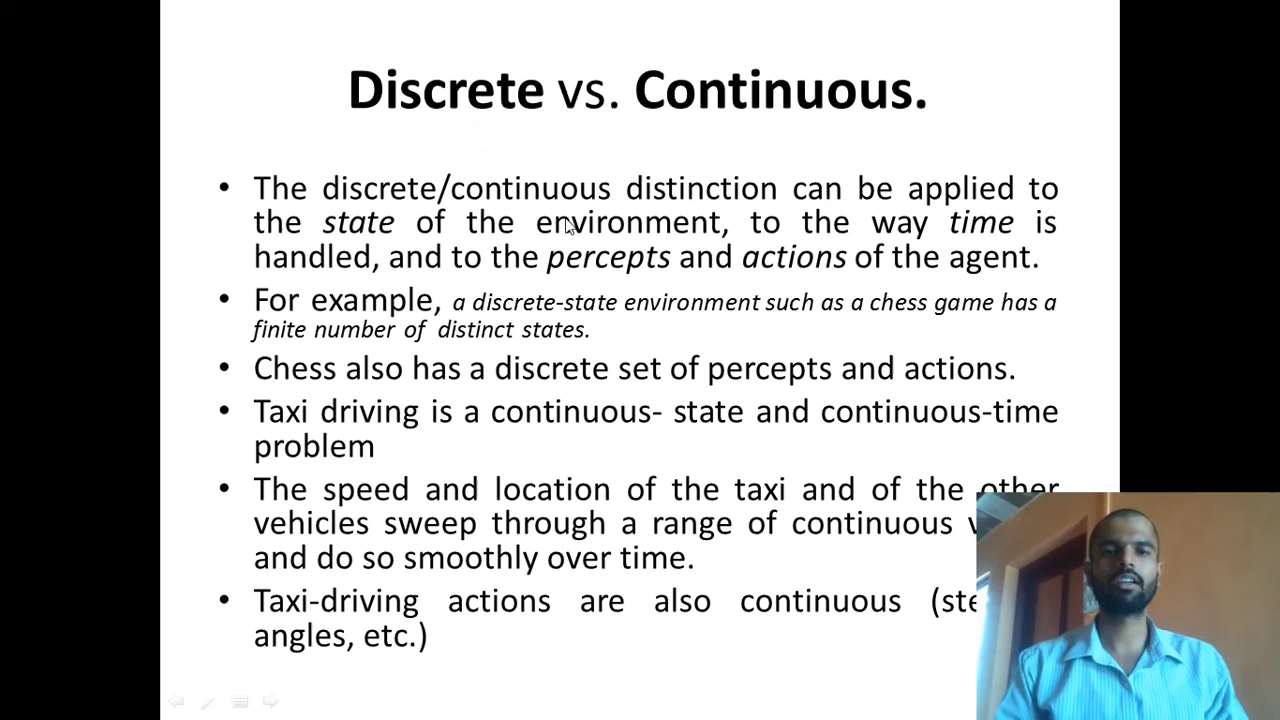 Discrete vs. Continuous.
• The discrete/continuous distinction can be applied to
the state of the environment, to the way time is
handled, and to the percepts and actions of the agent.
• For example, a discrete-state environment such as a chess game has a
finite number of distinct states.
• Chess also has a discrete set of percepts and actions.
• Taxi driving is a continuous- state and continuous-time
problem
• The speed and location of the taxi and of the other
vehicles sweep through a range of continuous
and do so smoothly over time.
• Taxi-driving actions are also continuous
angles, etc.)